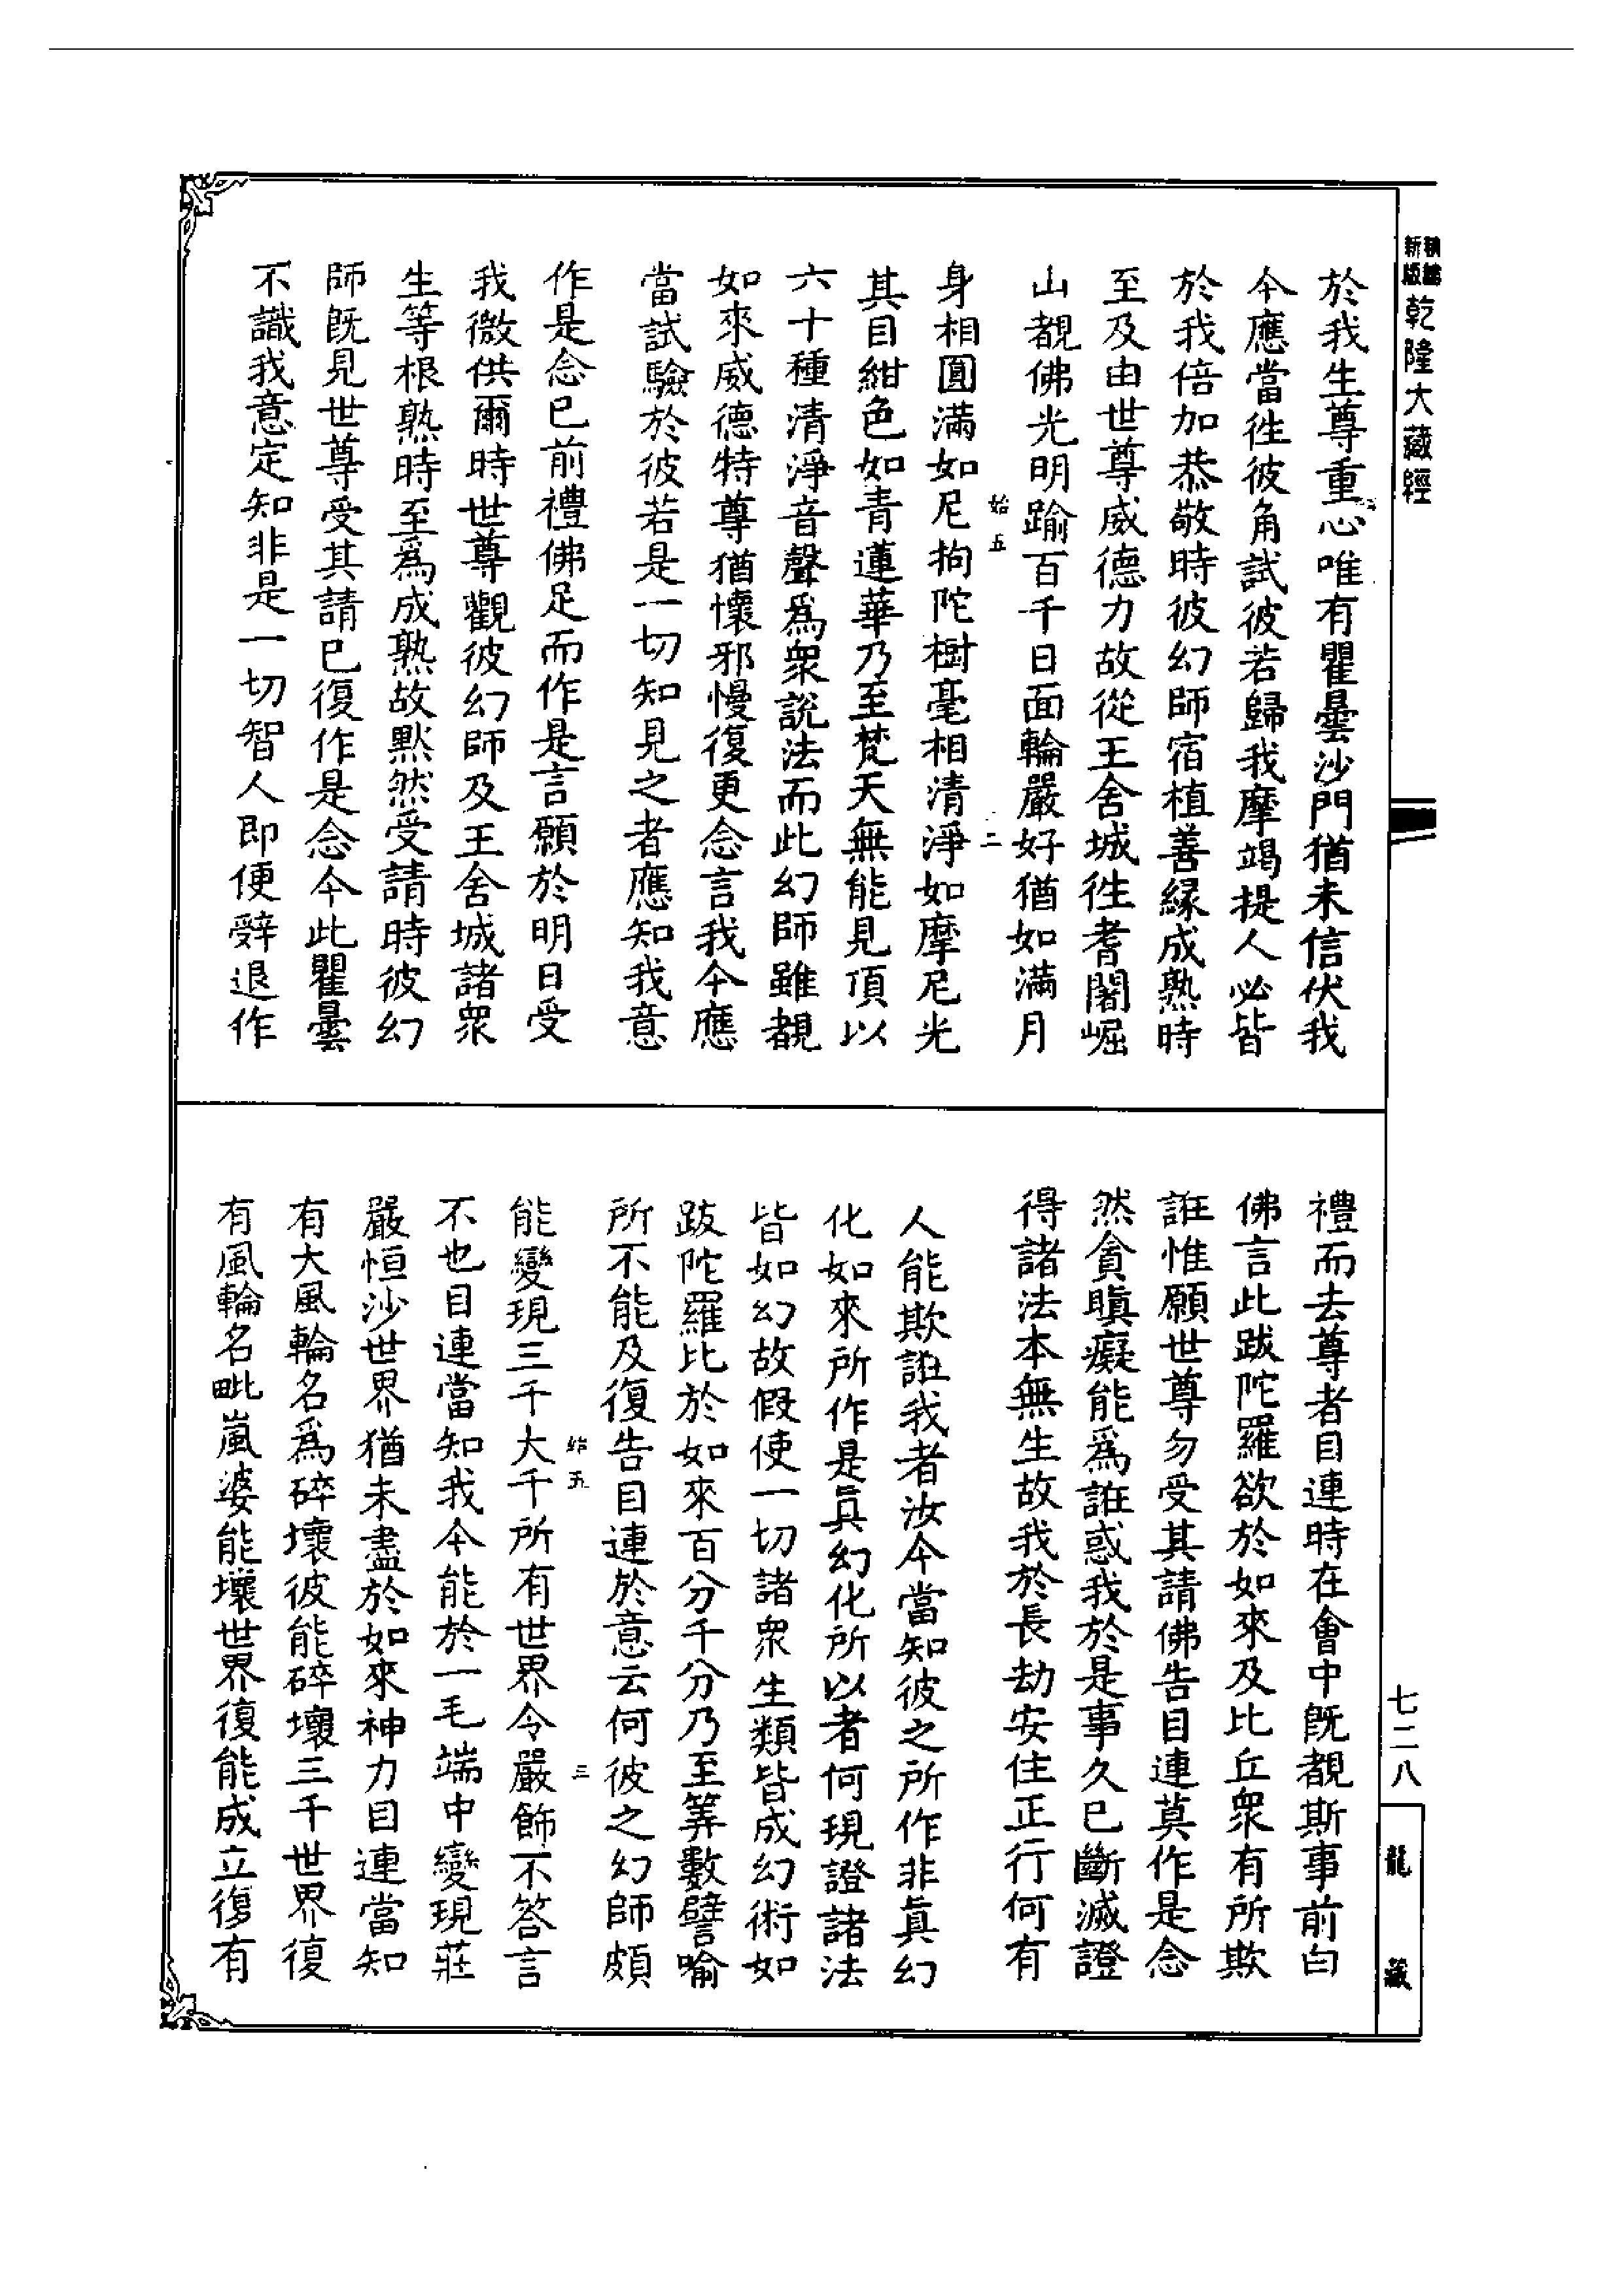 新版
乾隆大藏經
於我生尊重心唯有瞿曇沙門猶未信伏我
今應當徃彼角試彼若歸我摩竭提人必皆
於我倍加恭敬時彼幻師宿植善緣成熟時
至及由世尊威德力故從王舍城徃耆闍崛
山覩佛光明踰百千日面輪嚴好猶如滿月
始五
二
身相圓滿如尼拘陀樹毫相清淨如摩尼光
其目紺色如青蓮華乃至梵天無能見頂以
六十種清淨音聲爲衆說法而此幻師雖覩
如來威德特尊猶懷邪慢復更念言我今應
當試驗於彼若是一切知見之者應知我意
作是念已前禮佛足而作是言願於明日受
我微供爾時世尊觀彼幻師及王舍城諸衆
生等根熟時至爲成熟故默然受請時彼幻
師旣見世尊受其請已復作是念今此瞿曇
不識我意定知非是一切智人即便辝退作
禮而去尊者目連時在會中旣覩斯事前白
佛言此跋陀羅欲於如來及比丘衆有所欺
誑惟願世尊勿受其請佛告目連莫作是念
然貪瞋癡能爲誑惑我於是事久已斷滅證
得諸法本無生故我於長劫安住正行何有
人能欺誑我者汝今當知彼之所作非眞幻
化如來所作是眞幻化所以者何現證諸法
皆如幻故假使一切諸衆生類皆成幻術如
跋陀羅比於如來百分千分乃至筭數譬喻
所不能及復告目連於意云何彼之幻師頗
始五
三
能變現三千大千所有世界令嚴飾不答言
不也目連當知我今能於一毛端中變現莊
嚴恒沙世界猶未盡於如來神力目連當知
有大風輪名爲碎壞彼能碎壞三千世界復
有風輪名毗嵐婆能壞世界復能成立復有
七二八
龍藏